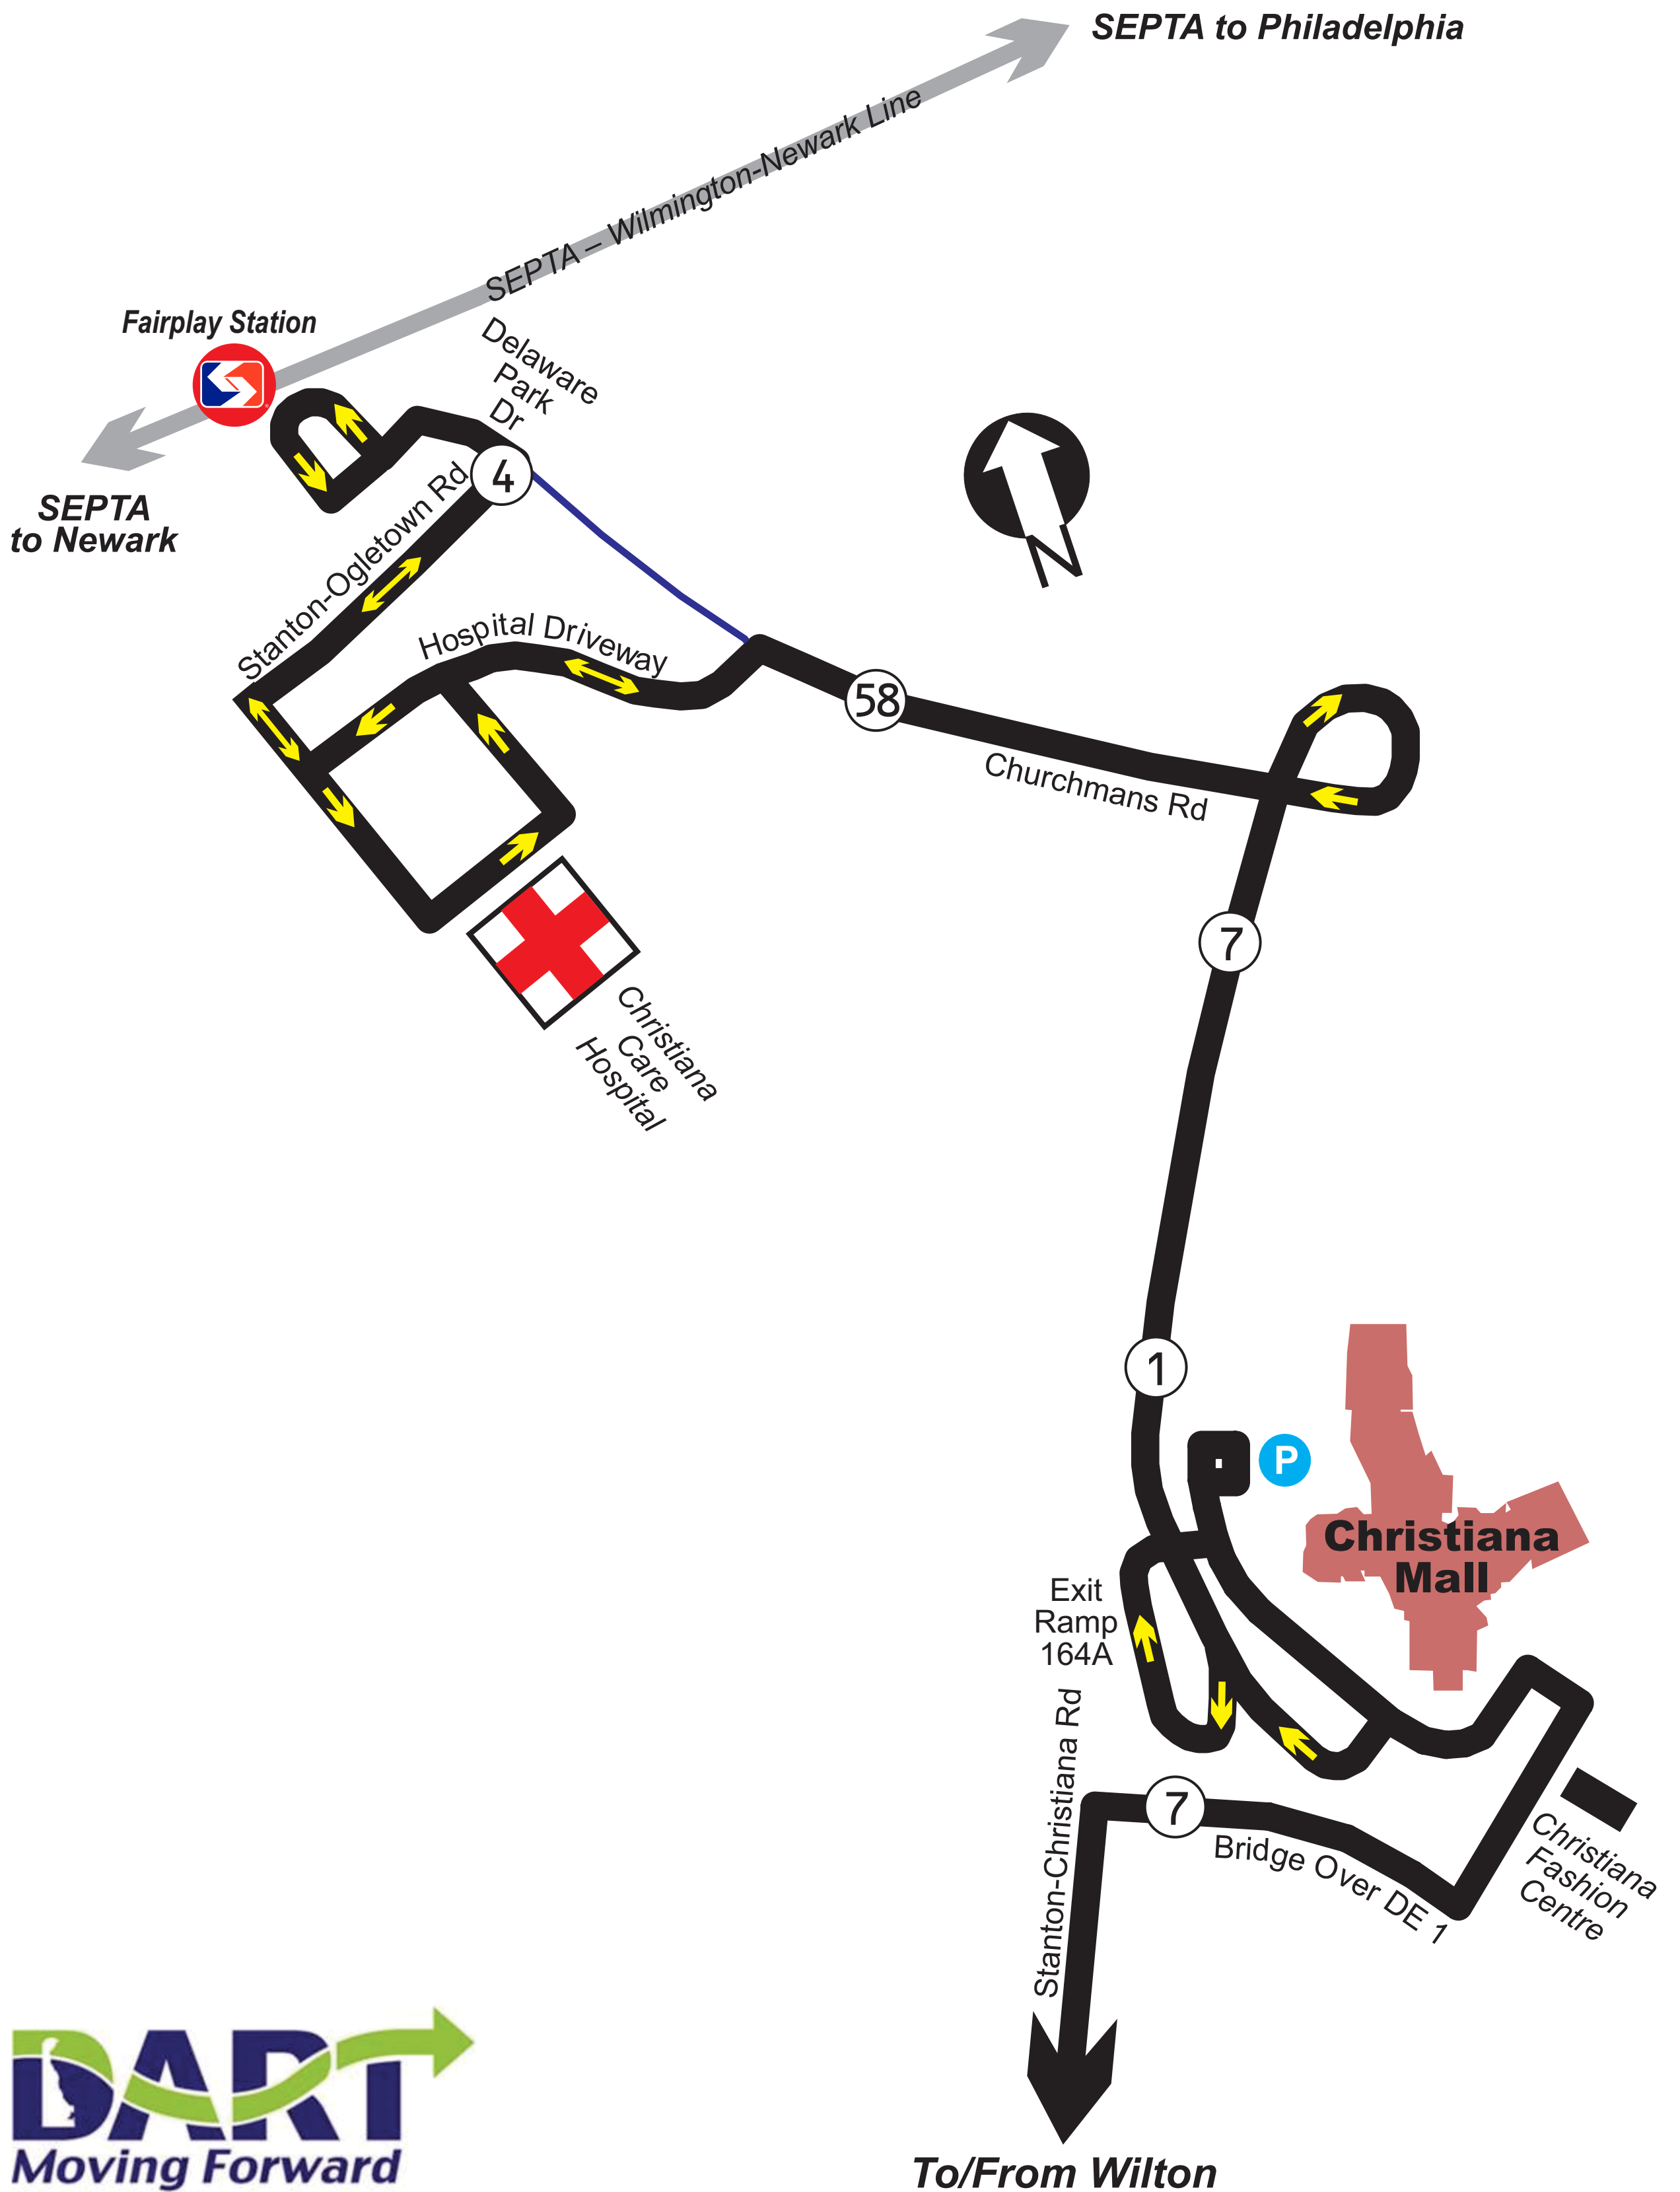 SEPTA to Philadelphia
SEPTA – Wilmington-Newark Line
Fairplay Station
Delaware
Park
Dr
SEPTA
to Newark
4
Stanton-Ogletown Rd
N
Hospital Driveway
58
Churchmans Rd
7
Christiana
Care
Hospital
1
P
Christiana
Mall
Exit
Ramp
164A
Stanton-Christiana Rd
7
Bridge Over DE 1
Christiana
Fashion
Centre
DART
Moving Forward
To/From Wilton